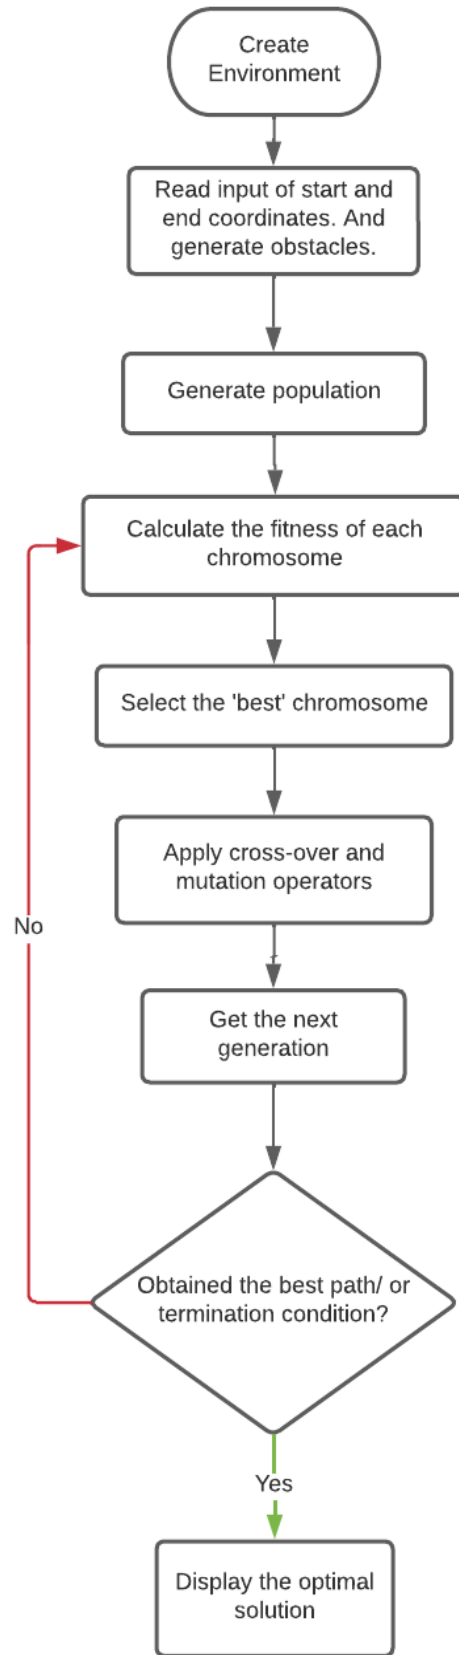 Create
Environment
Read input of start and
end coordinates. And
generate obstacles.
Generate population
Calculate the fitness of each
chromosome
Select the 'best' chromosome
Apply cross-over and
mutation operators
No
Get the next
generation
Obtained the best path/ or
termination condition?
Yes
Display the optimal
solution